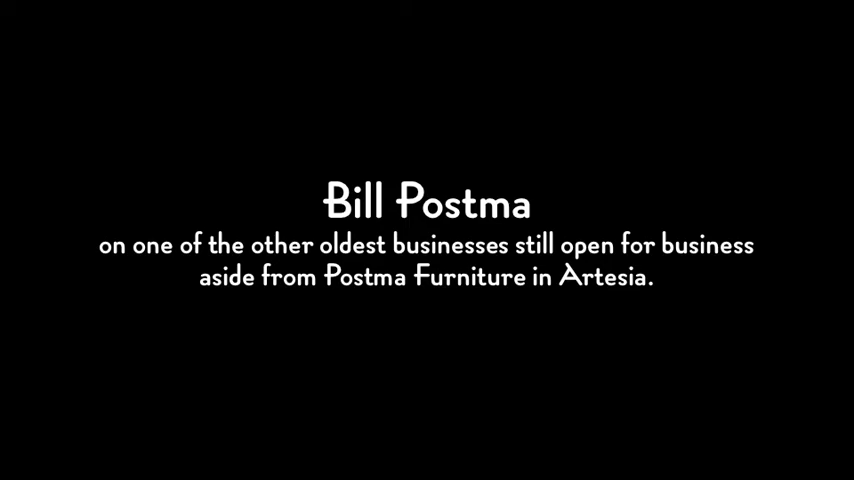 Bill Postma
on one of the other oldest businesses still open for business
aside from Postma Furniture in Artesia.